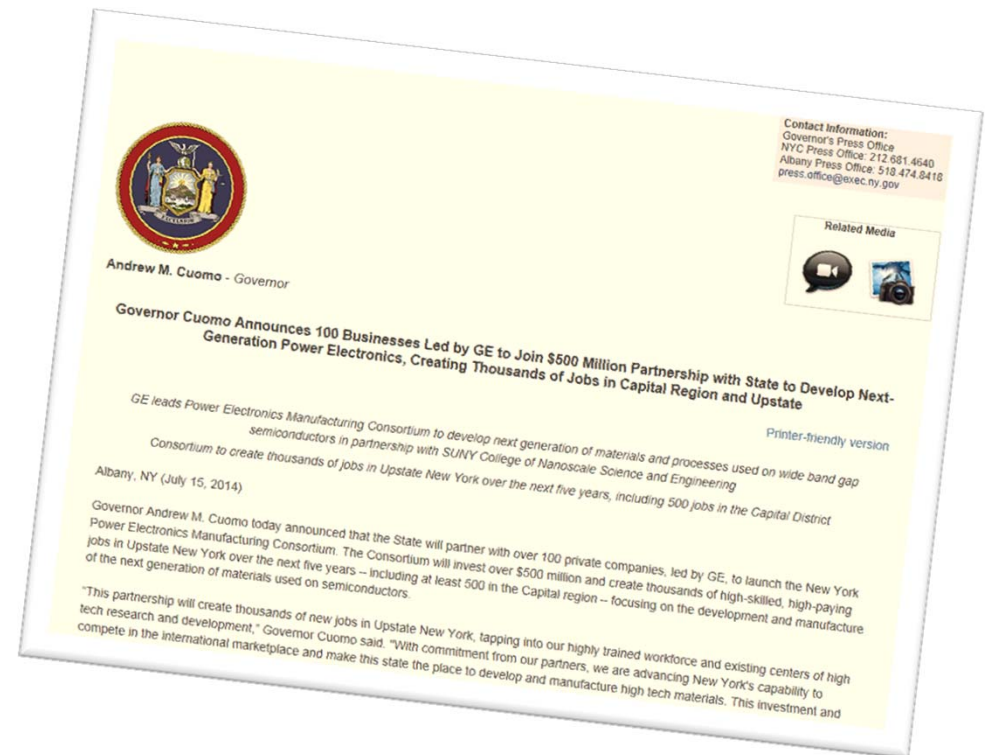 Contact Information:
Governor's Press Office
NYC Press Office: 212.681.4640
Albany Press Office: 518.474.8418
press.office@exec.ny.gov
Related Media
EXCELSIOR
Andrew M. Cuomo - Governor
Governor Cuomo Announces 100 Businesses Led by GE to Join $500 Million Partnership with State to Develop Next-
Generation Power Electronics, Creating Thousands of Jobs in Capital Region and Upstate
Printer-friendly version
GE leads Power Electronics Manufacturing Consortium to develop next generation of materials and processes used on wide band gap
semiconductors in partnership with SUNY College of Nanoscale Science and Engineering
Consortium to create thousands of jobs in Upstate New York over the next five years, including 500 jobs in the Capital District
Albany, NY (July 15, 2014)
Governor Andrew M. Cuomo today announced that the State will partner with over 100 private companies, led by GE, to launch the New York
Power Electronics Manufacturing Consortium. The Consortium will invest over $500 million and create thousands of high-skilled, high-paying
jobs in Upstate New York over the next five years -- including at least 500 in the Capital region -- focusing on the development and manufacture
of the next generation of materials used on semiconductors.
"This partnership will create thousands of new jobs in Upstate New York, tapping into our highly trained workforce and existing centers of high
tech research and development," Governor Cuomo said. "With commitment from our partners, we are advancing New York's capability to
compete in the international marketplace and make this state the place to develop and manufacture high tech materials. This investment and